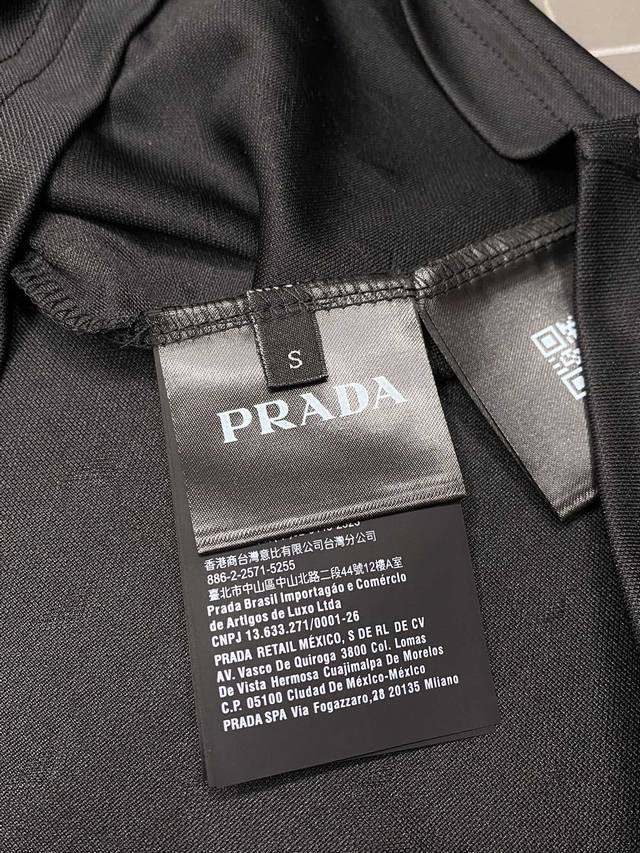 S
PRADA
香港商台灣意比有限公司台灣分公司
886-2-2571-5255
臺北市中山區中山北路二段44號12樓A室
Prada Brasil Importagão e Comércio
de Artigos de Luxo Ltda
CNPJ 13.633.271/0001-26
PRADA RETAIL MÉXICO, S DE RL DE CV
AV. Vasco De Quiroga 3800 Col. Lomas
De Vista Hermosa Cuajimalpa De Morelos
C.P. 05100 Cludad De México-México
PRADA SPA Via Fogazzaro,28 20135 Mliano